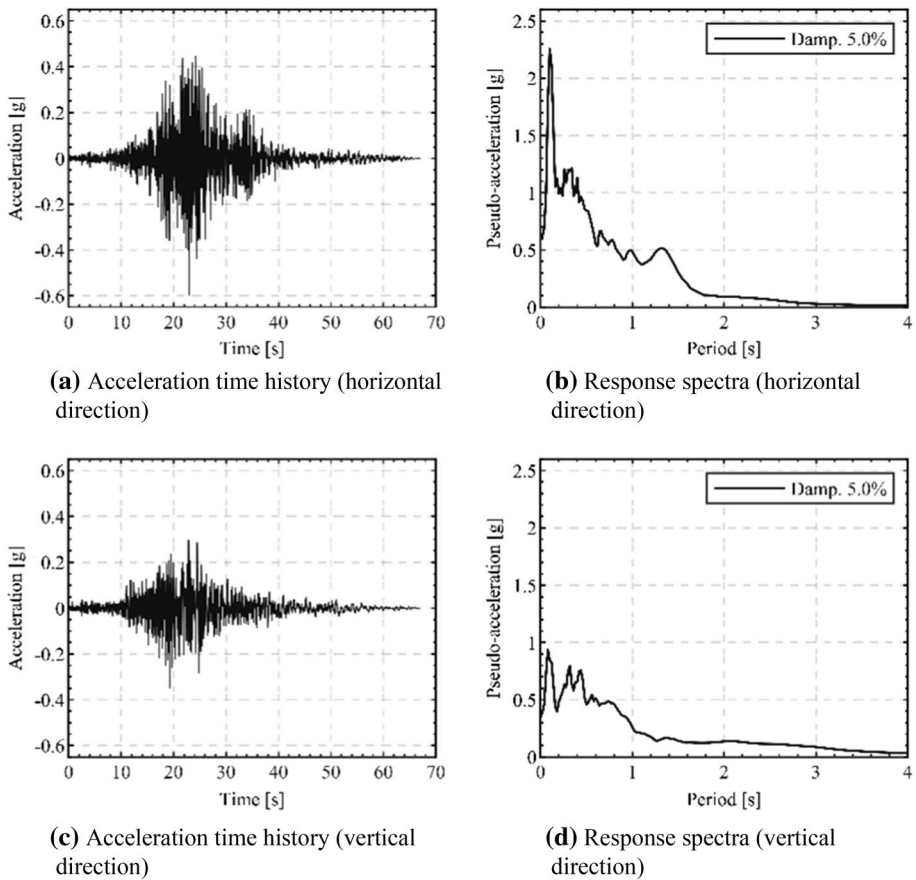 0.6
0.4
0.2
0
-0.2
-0.4
-0.6
Acceleration [g]
0 10 20 30 40 50 60 70
Time [s]
(a) Acceleration time history (horizontal
direction)
2.5
2
1.5
1
0.5
0
Pseudo-acceleration [g]
Damp. 5.0%
0 1 2 3 4
Period [s]
(b) Response spectra (horizontal
direction)
0.6
0.4
0.2
0
-0.2
-0.4
-0.6
Acceleration [g]
0 10 20 30 40 50 60 70
Time [s]
(c) Acceleration time history (vertical
direction)
2.5
2
1.5
1
0.5
0
Pseudo-acceleration [g]
Damp. 5.0%
0 1 2 3 4
Period [s]
(d) Response spectra (vertical
direction)